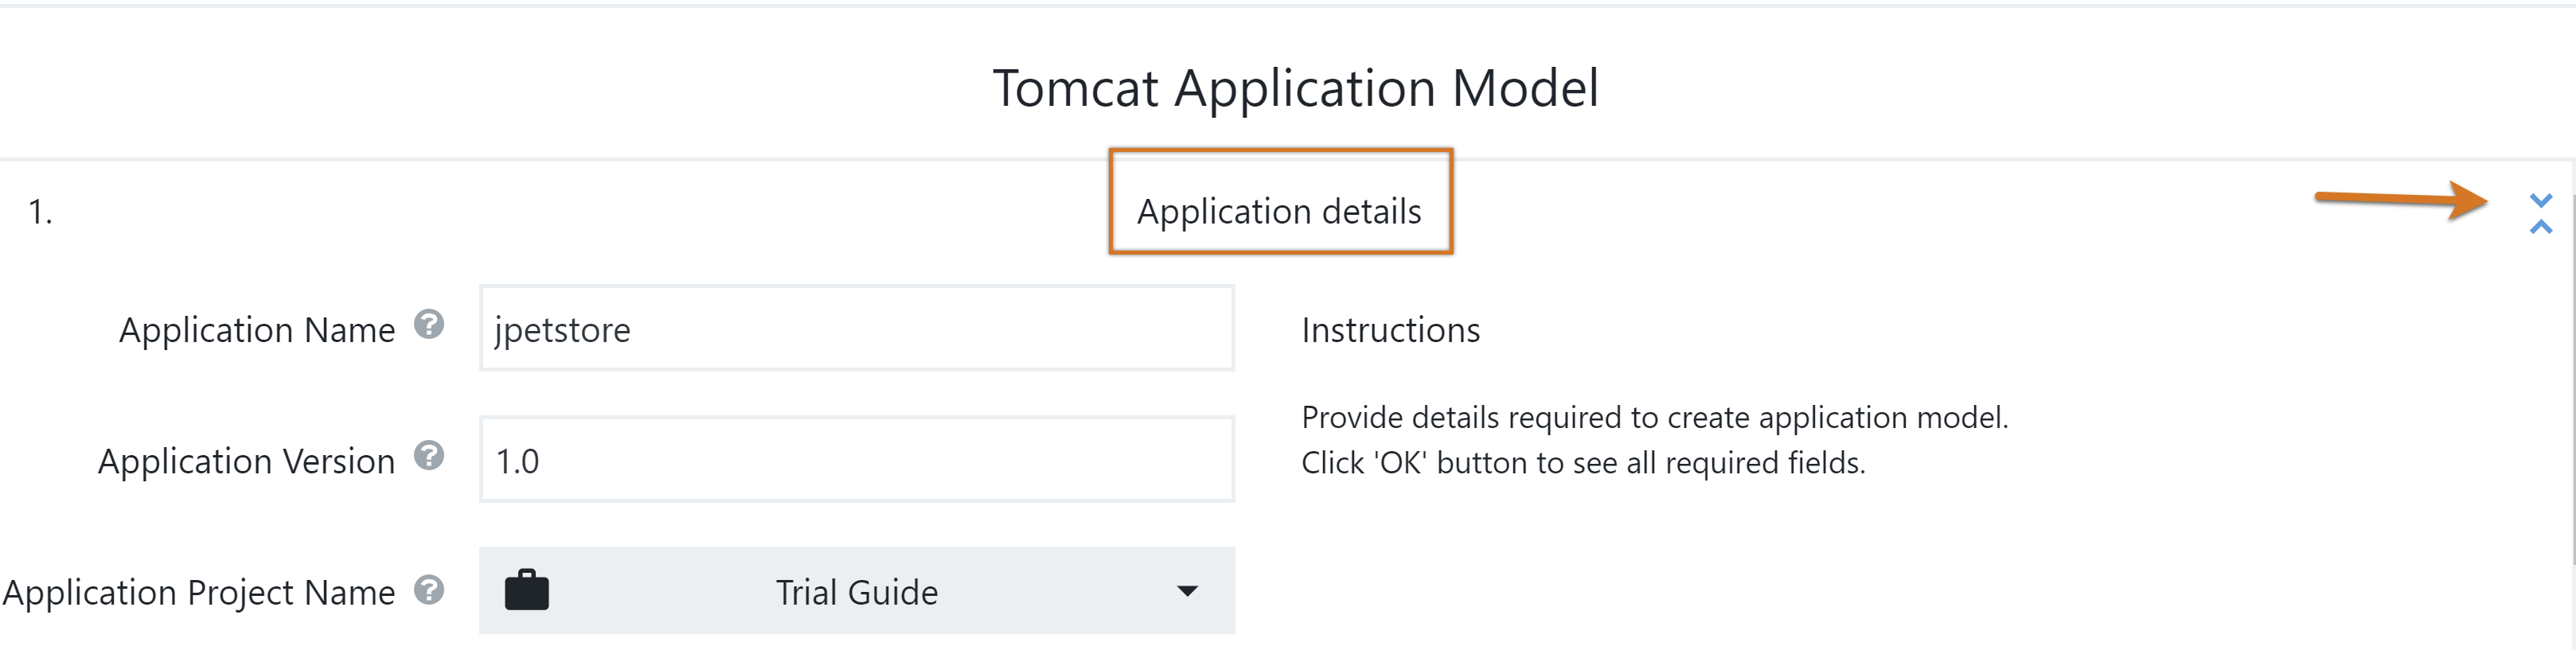 Tomcat Application Model
1.
Application details
Application Name ? jpetstore
Instructions
Provide details required to create application model.
Click 'OK' button to see all required fields.
Application Version ? 1.0
Application Project Name ? Trial Guide